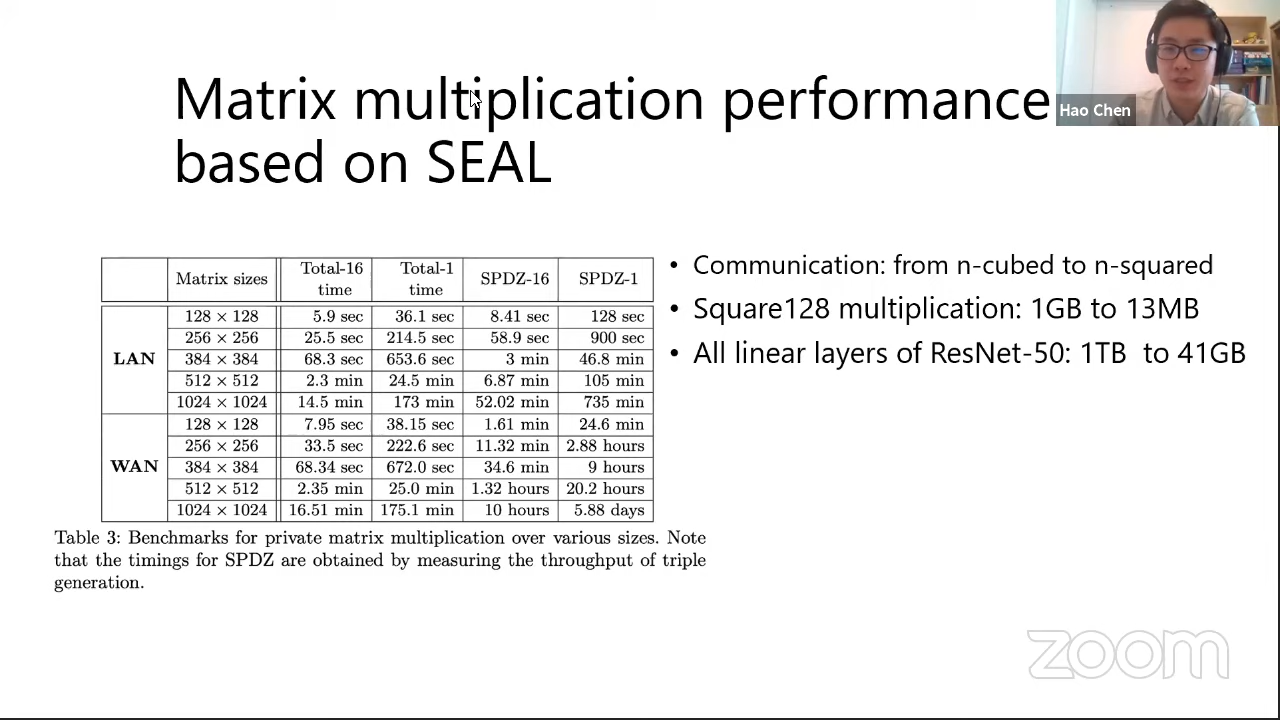 Matrix multiplication performance
based on SEAL
Hao Chen
Matrix sizes Total-16 time Total-1 time SPDZ-16 SPDZ-1
LAN
128 × 128 5.9 sec 36.1 sec 8.41 sec 128 sec
256 × 256 25.5 sec 214.5 sec 58.9 sec 900 sec
384 × 384 68.3 sec 653.6 sec 3 min 46.8 min
512 × 512 2.3 min 24.5 min 6.87 min 105 min
1024 × 1024 14.5 min 173 min 52.02 min 735 min
WAN
128 × 128 7.95 sec 38.15 sec 1.61 min 24.6 min
256 × 256 33.5 sec 222.6 sec 11.32 min 2.88 hours
384 × 384 68.34 sec 672.0 sec 34.6 min 9 hours
512 × 512 2.35 min 25.0 min 1.32 hours 20.2 hours
1024 × 1024 16.51 min 175.1 min 10 hours 5.88 days
Table 3: Benchmarks for private matrix multiplication over various sizes. Note
that the timings for SPDZ are obtained by measuring the throughput of triple
generation.
• Communication: from n-cubed to n-squared
• Square128 multiplication: 1GB to 13MB
• All linear layers of ResNet-50: 1TB to 41GB
zoom